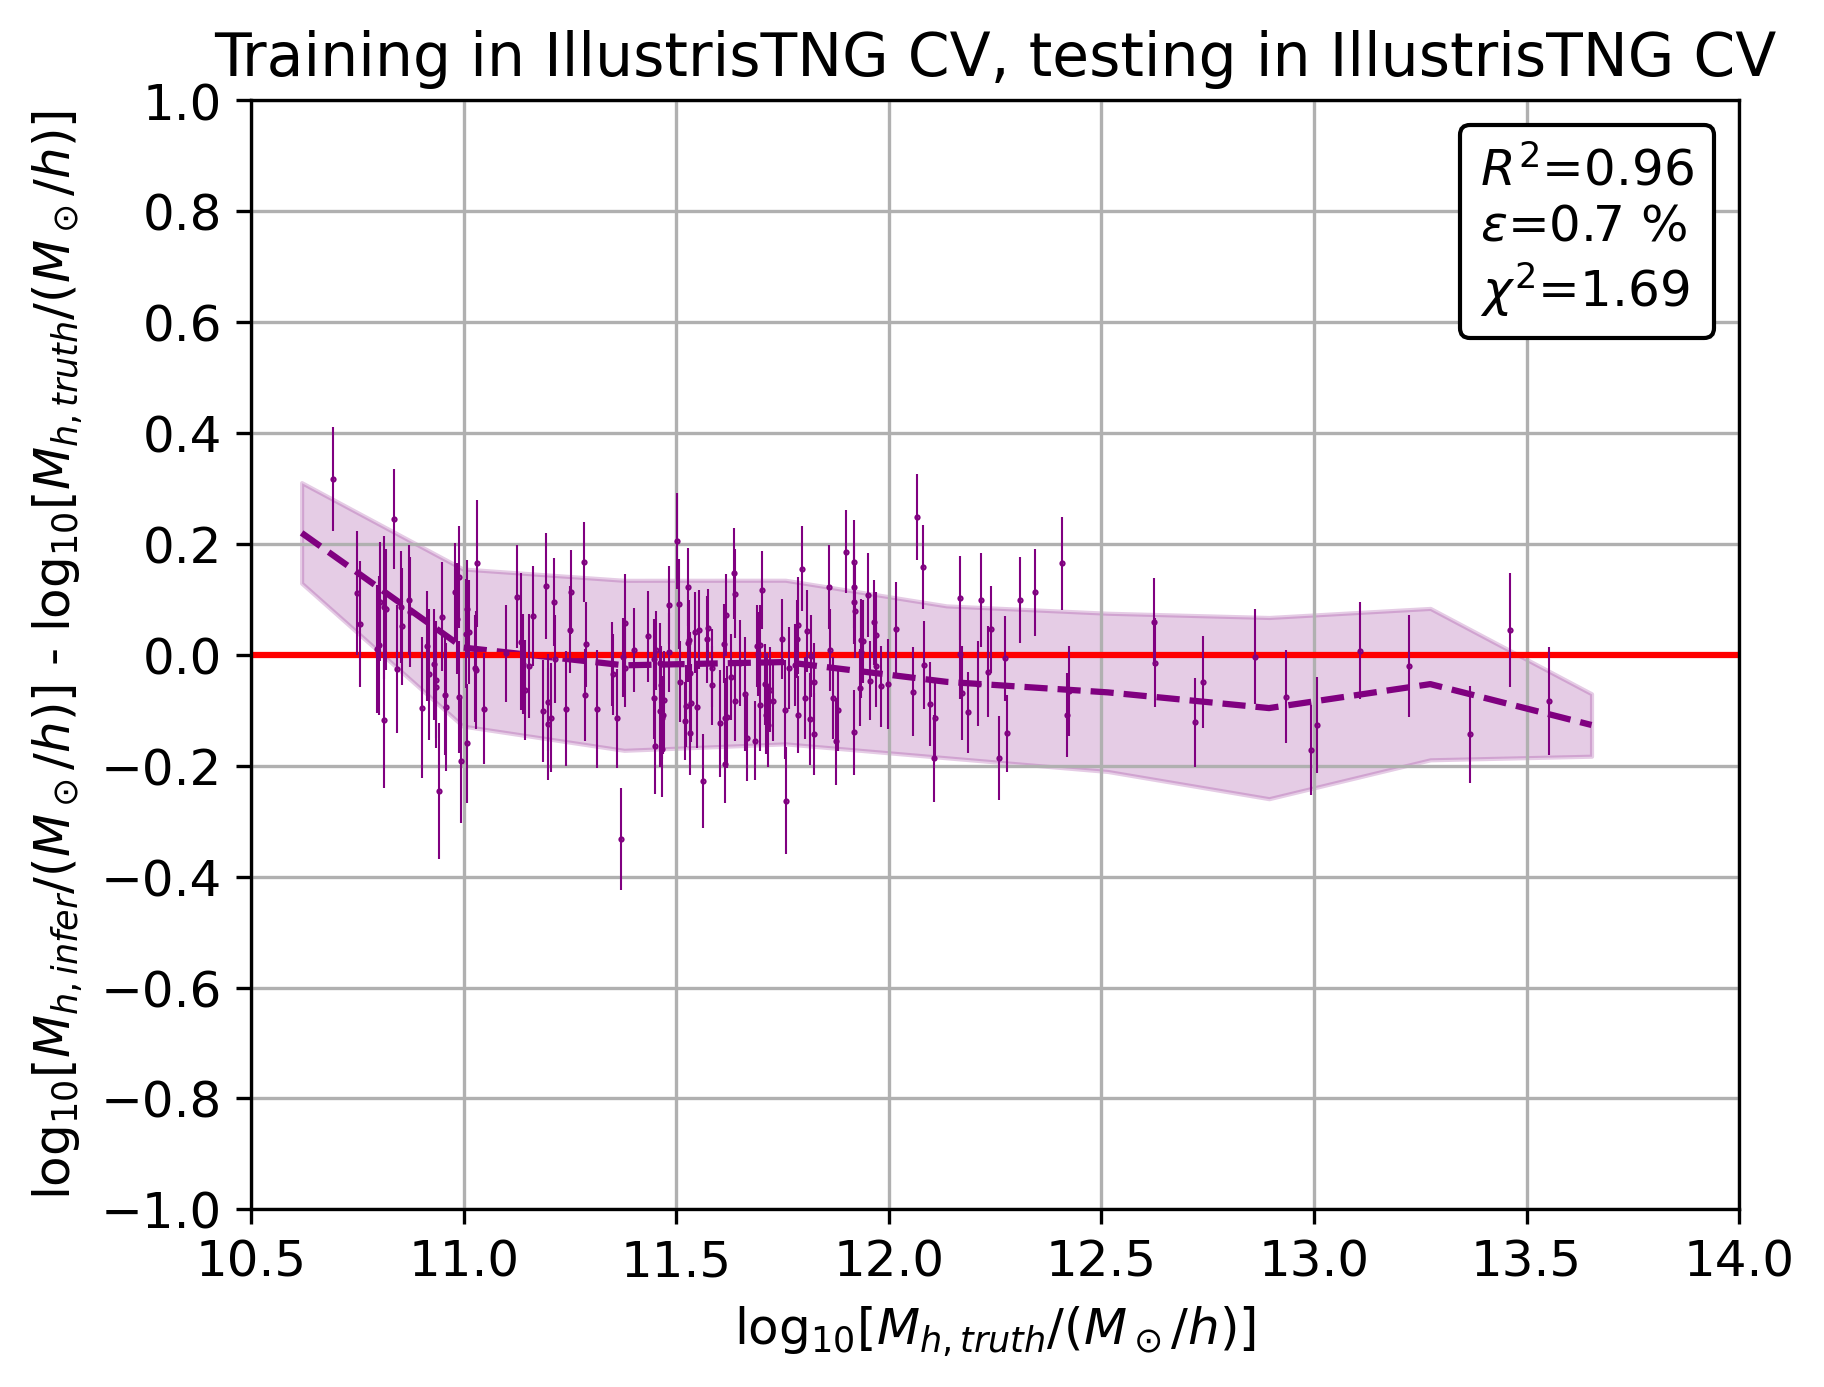 Training in IllustrisTNG CV, testing in IllustrisTNG CV
log₁₀[M_{h,infer}/(M_⊙/h)] - log₁₀[M_{h,truth}/(M_⊙/h)]
1.0
0.8
0.6
0.4
0.2
0.0
−0.2
−0.4
−0.6
−0.8
−1.0
R²=0.96
ε=0.7 %
χ²=1.69
10.5 11.0 11.5 12.0 12.5 13.0 13.5 14.0
log₁₀[M_{h,truth}/(M_⊙/h)]